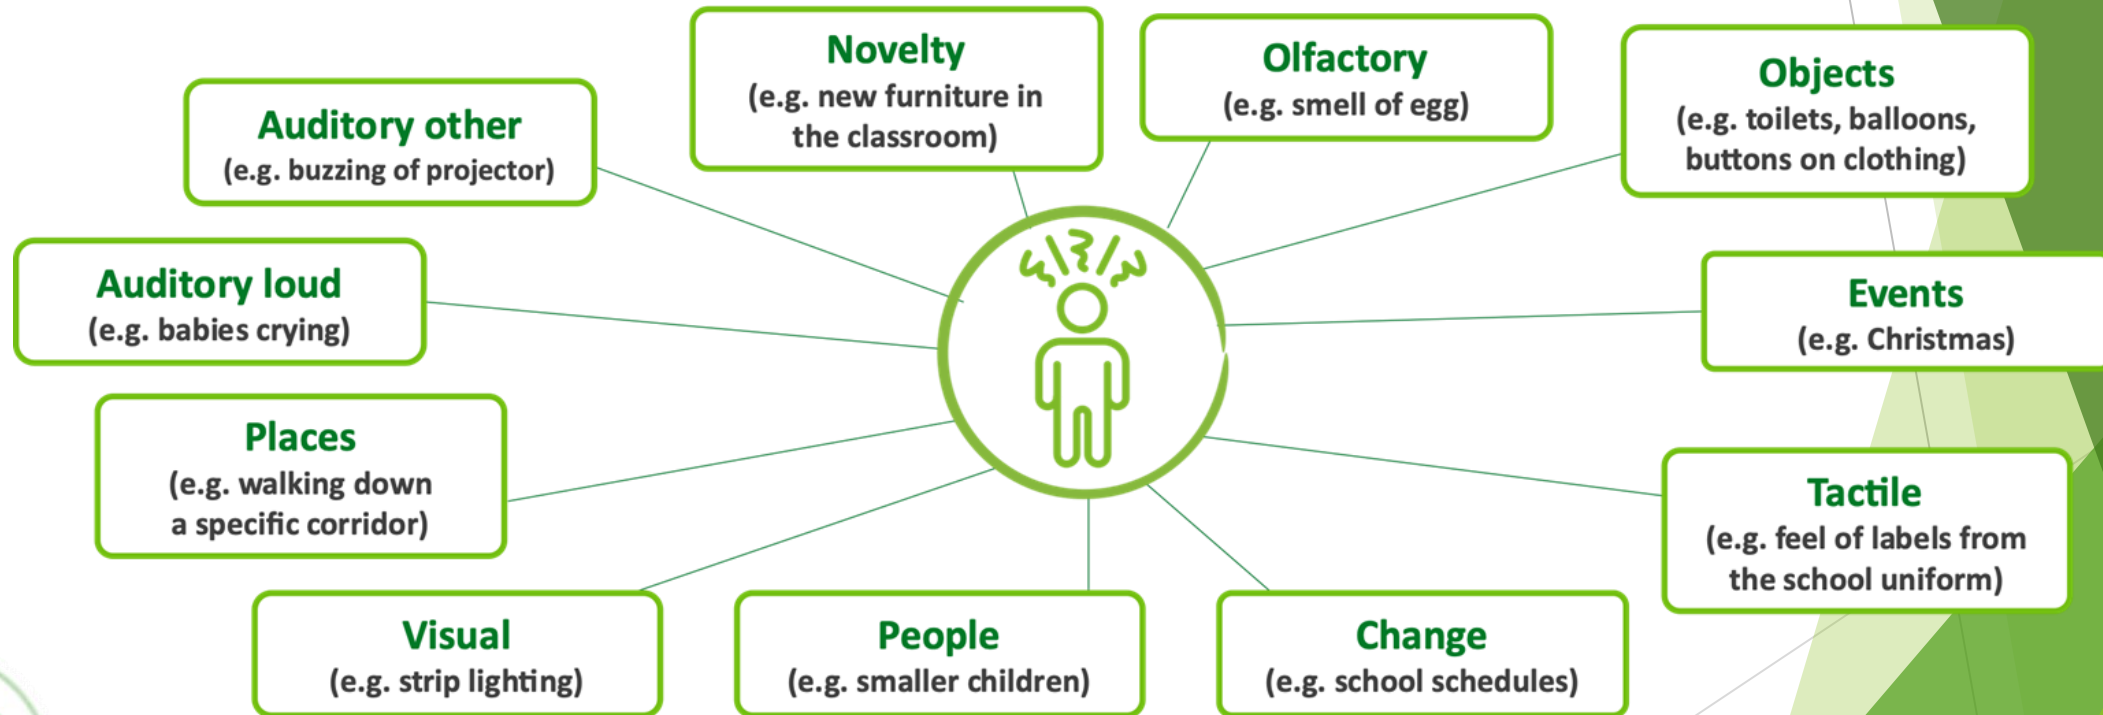 Novelty
(e.g. new furniture in
the classroom)
Olfactory
(e.g. smell of egg)
Objects
(e.g. toilets, balloons,
buttons on clothing)
Auditory other
(e.g. buzzing of projector)
Auditory loud
(e.g. babies crying)
Events
(e.g. Christmas)
Places
(e.g. walking down
a specific corridor)
Tactile
(e.g. feel of labels from
the school uniform)
Visual
(e.g. strip lighting)
People
(e.g. smaller children)
Change
(e.g. school schedules)